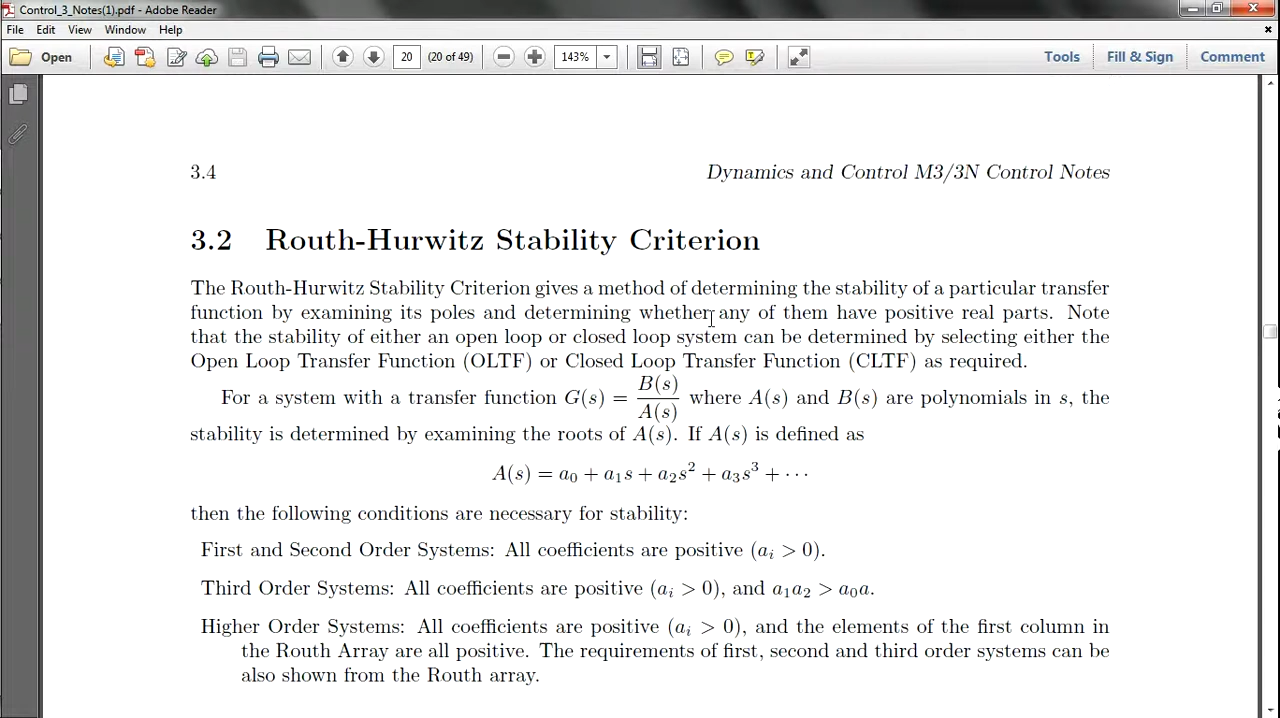 Control_3_Notes(1).pdf - Adobe Reader
File Edit View Window Help
Open 20 (20 of 49) 143% Tools Fill & Sign Comment
3.4 Dynamics and Control M3/3N Control Notes
3.2 Routh-Hurwitz Stability Criterion
The Routh-Hurwitz Stability Criterion gives a method of determining the stability of a particular transfer
function by examining its poles and determining whether any of them have positive real parts. Note
that the stability of either an open loop or closed loop system can be determined by selecting either the
Open Loop Transfer Function (OLTF) or Closed Loop Transfer Function (CLTF) as required.
For a system with a transfer function G(s) = B(s)/A(s) where A(s) and B(s) are polynomials in s, the
stability is determined by examining the roots of A(s). If A(s) is defined as
A(s) = a₀ + a₁s + a₂s² + a₃s³ + ···
then the following conditions are necessary for stability:
First and Second Order Systems: All coefficients are positive (aᵢ > 0).
Third Order Systems: All coefficients are positive (aᵢ > 0), and a₁a₂ > a₀a.
Higher Order Systems: All coefficients are positive (aᵢ > 0), and the elements of the first column in
the Routh Array are all positive. The requirements of first, second and third order systems can be
also shown from the Routh array.